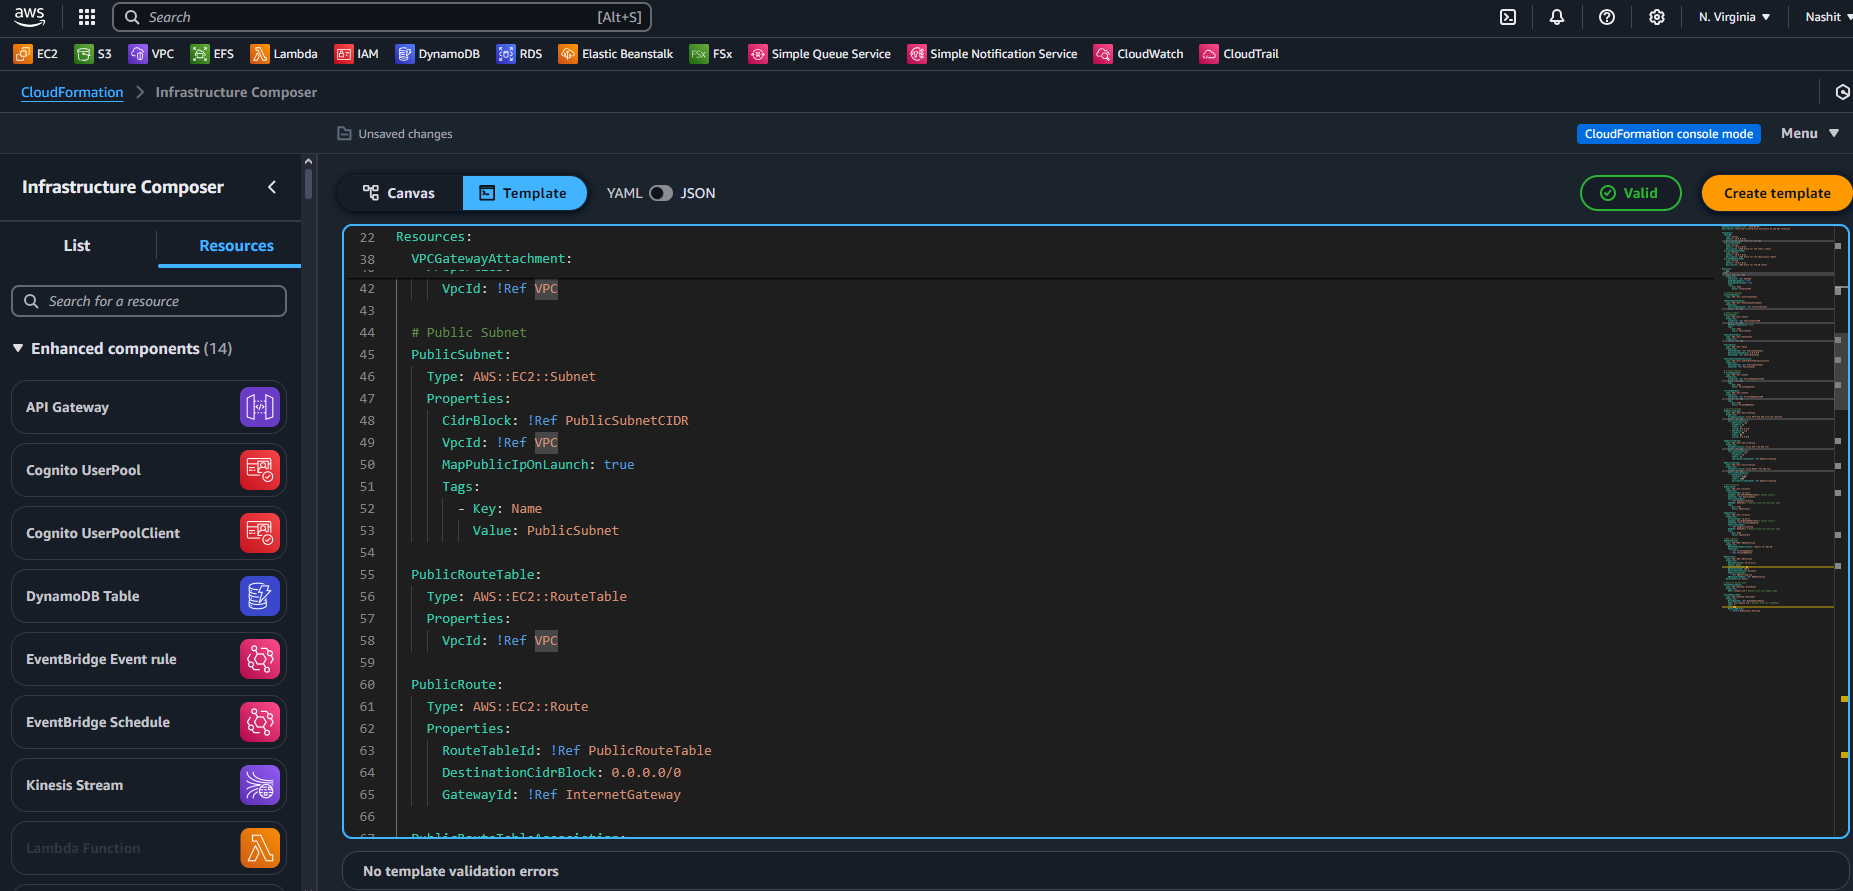 aws
Search [Alt+S]
N. Virginia
Nashit
EC2 S3 VPC EFS Lambda IAM DynamoDB RDS Elastic Beanstalk FSx Simple Queue Service Simple Notification Service CloudWatch CloudTrail
CloudFormation Infrastructure Composer
Unsaved changes
CloudFormation console mode
Menu
Infrastructure Composer
List
Resources
Search for a resource
Enhanced components (14)
API Gateway
Cognito UserPool
Cognito UserPoolClient
DynamoDB Table
EventBridge Event rule
EventBridge Schedule
Kinesis Stream
Lambda Function
Canvas
Template
YAML JSON
Valid
Create template
22 Resources:
38 VPCGatewayAttachment:
42 VpcId: !Ref VPC
43
44 # Public Subnet
45 PublicSubnet:
46 Type: AWS::EC2::Subnet
47 Properties:
48 CidrBlock: !Ref PublicSubnetCIDR
49 VpcId: !Ref VPC
50 MapPublicIpOnLaunch: true
51 Tags:
52 - Key: Name
53 Value: PublicSubnet
54
55 PublicRouteTable:
56 Type: AWS::EC2::RouteTable
57 Properties:
58 VpcId: !Ref VPC
59
60 PublicRoute:
61 Type: AWS::EC2::Route
62 Properties:
63 RouteTableId: !Ref PublicRouteTable
64 DestinationCidrBlock: 0.0.0.0/0
65 GatewayId: !Ref InternetGateway
66
67 PublicRouteTableAssociation:
No template validation errors